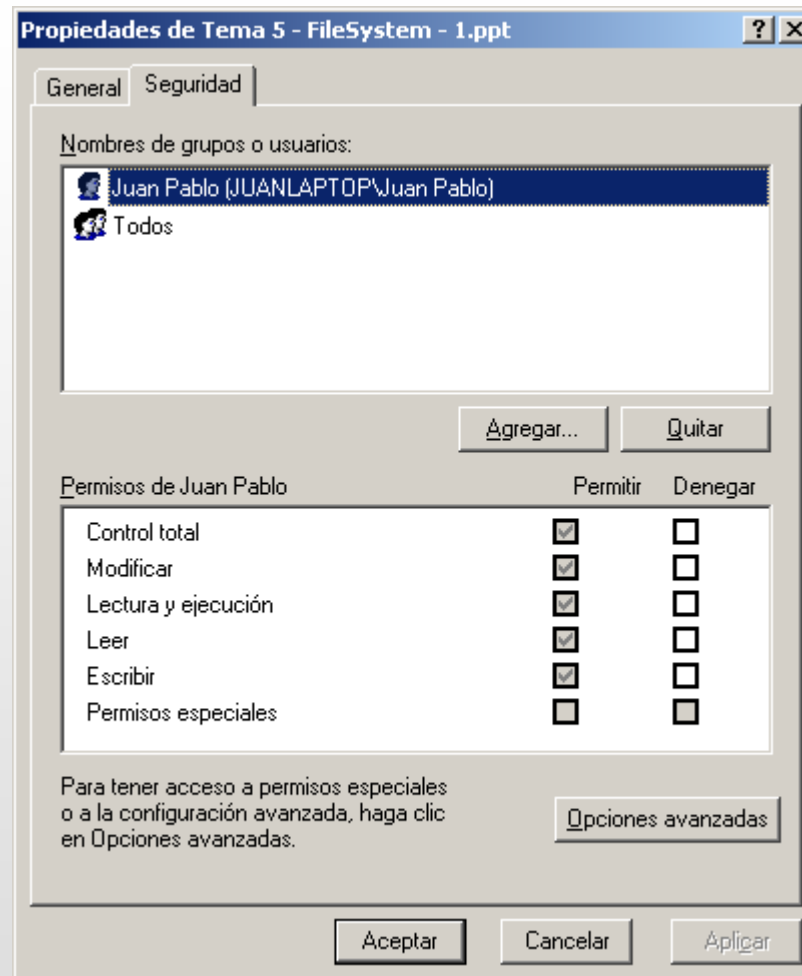 Propiedades de Tema 5 - FileSystem - 1.ppt
General Seguridad
Nombres de grupos o usuarios:
Juan Pablo (JUANLAPTOP\Juan Pablo)
Todos
Agregar... Quitar
Permisos de Juan Pablo Permitir Denegar
Control total
Modificar
Lectura y ejecución
Leer
Escribir
Permisos especiales
Para tener acceso a permisos especiales
o a la configuración avanzada, haga clic
en Opciones avanzadas.
Opciones avanzadas
Aceptar Cancelar Aplicar